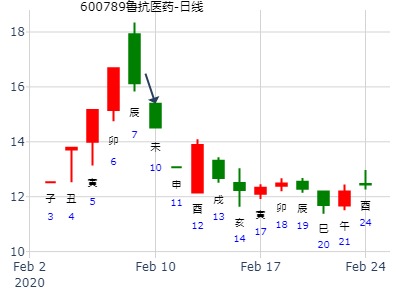 600789鲁抗医药-日线
18
16
14
12
10
子
3
丑
4
寅
5
卯
6
辰
7
未
10
申
11
酉
12
戌
13
亥
14
寅
17
卯
18
辰
19
巳
20
午
21
酉
24
Feb 2
2020
Feb 10
Feb 17
Feb 24